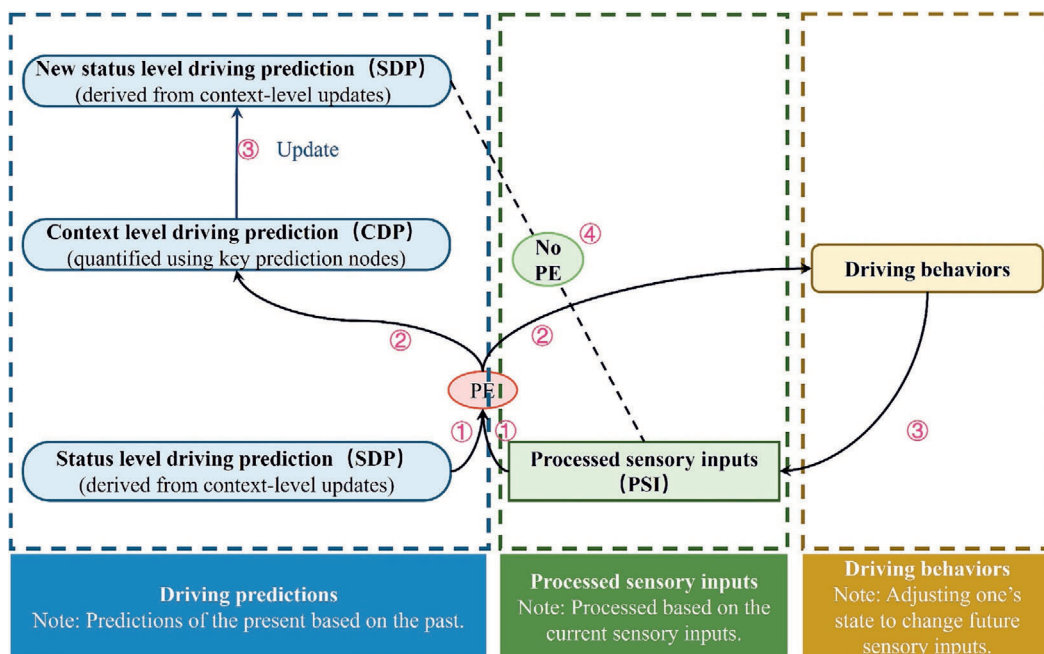 New status level driving prediction (SDP)
(derived from context-level updates)
③ Update
Context level driving prediction (CDP)
(quantified using key prediction nodes)
No
PE
④
Driving behaviors
②
②
PE
①
①
③
Status level driving prediction (SDP)
(derived from context-level updates)
Processed sensory inputs
(PSI)
Driving predictions
Note: Predictions of the present based on the past.
Processed sensory inputs
Note: Processed based on the
current sensory inputs.
Driving behaviors
Note: Adjusting one’s
state to change future
sensory inputs.